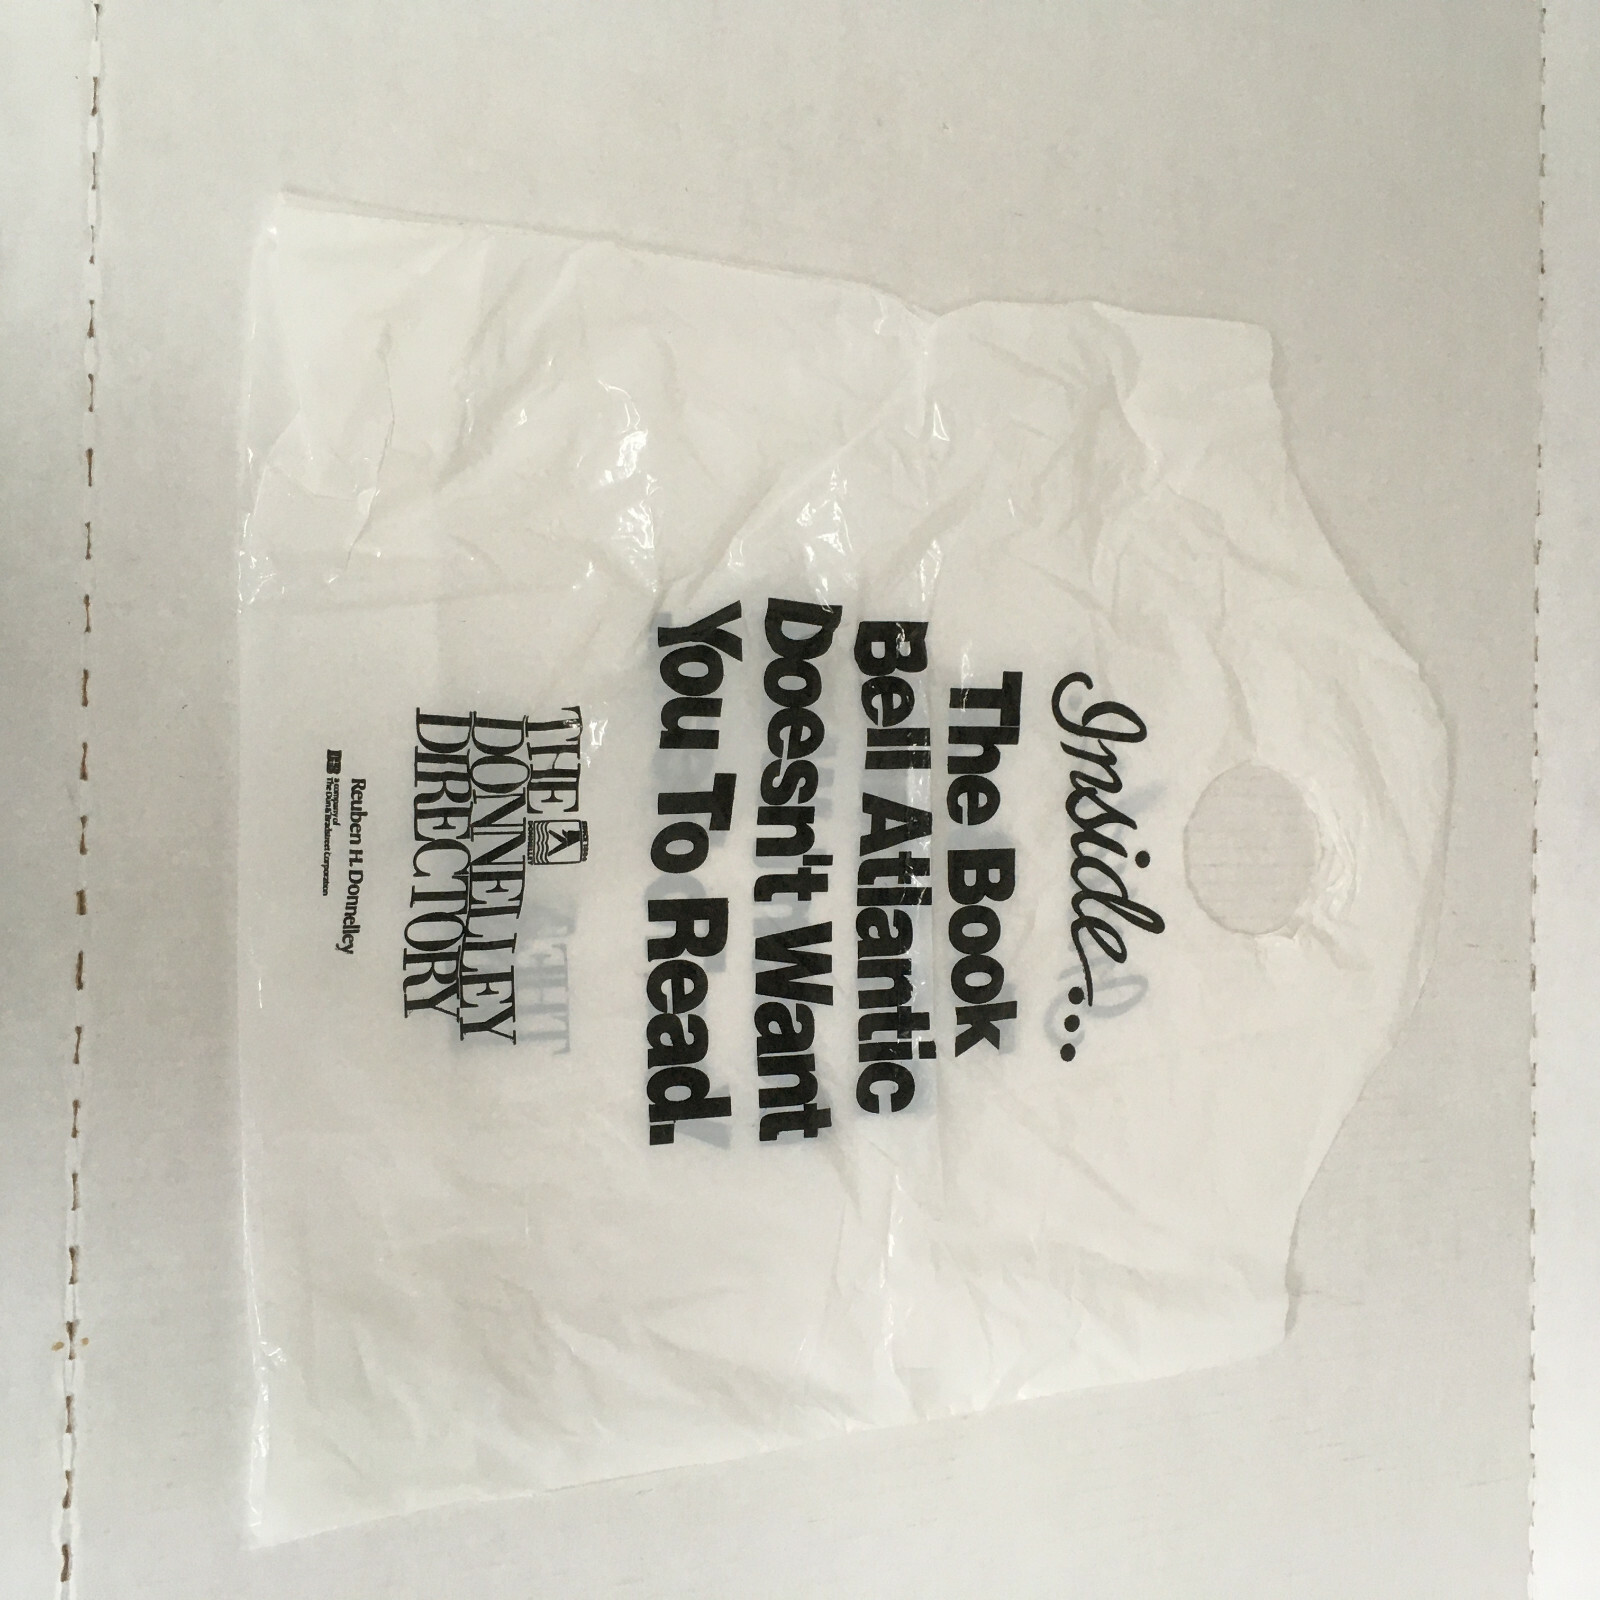 Inside...
The Book
Bell Atlantic
Doesn't Want
You To Read.
THE
DONNELLEY
DIRECTORY
Reuben H. Donnelley
a company of
The Dun & Bradstreet Corporation